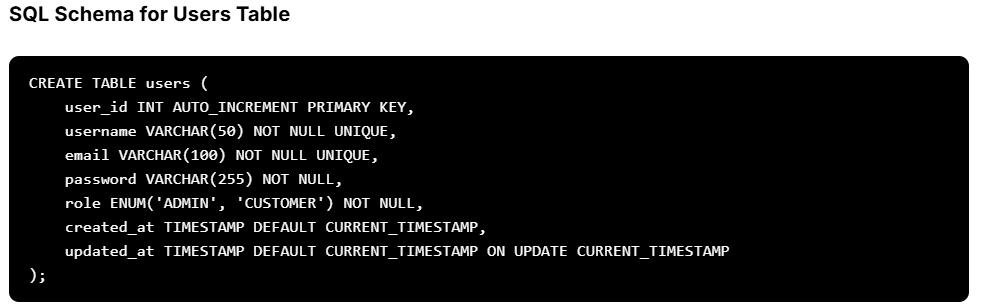 SQL Schema for Users Table
CREATE TABLE users (
    user_id INT AUTO_INCREMENT PRIMARY KEY,
    username VARCHAR(50) NOT NULL UNIQUE,
    email VARCHAR(100) NOT NULL UNIQUE,
    password VARCHAR(255) NOT NULL,
    role ENUM('ADMIN', 'CUSTOMER') NOT NULL,
    created_at TIMESTAMP DEFAULT CURRENT_TIMESTAMP,
    updated_at TIMESTAMP DEFAULT CURRENT_TIMESTAMP ON UPDATE CURRENT_TIMESTAMP
);